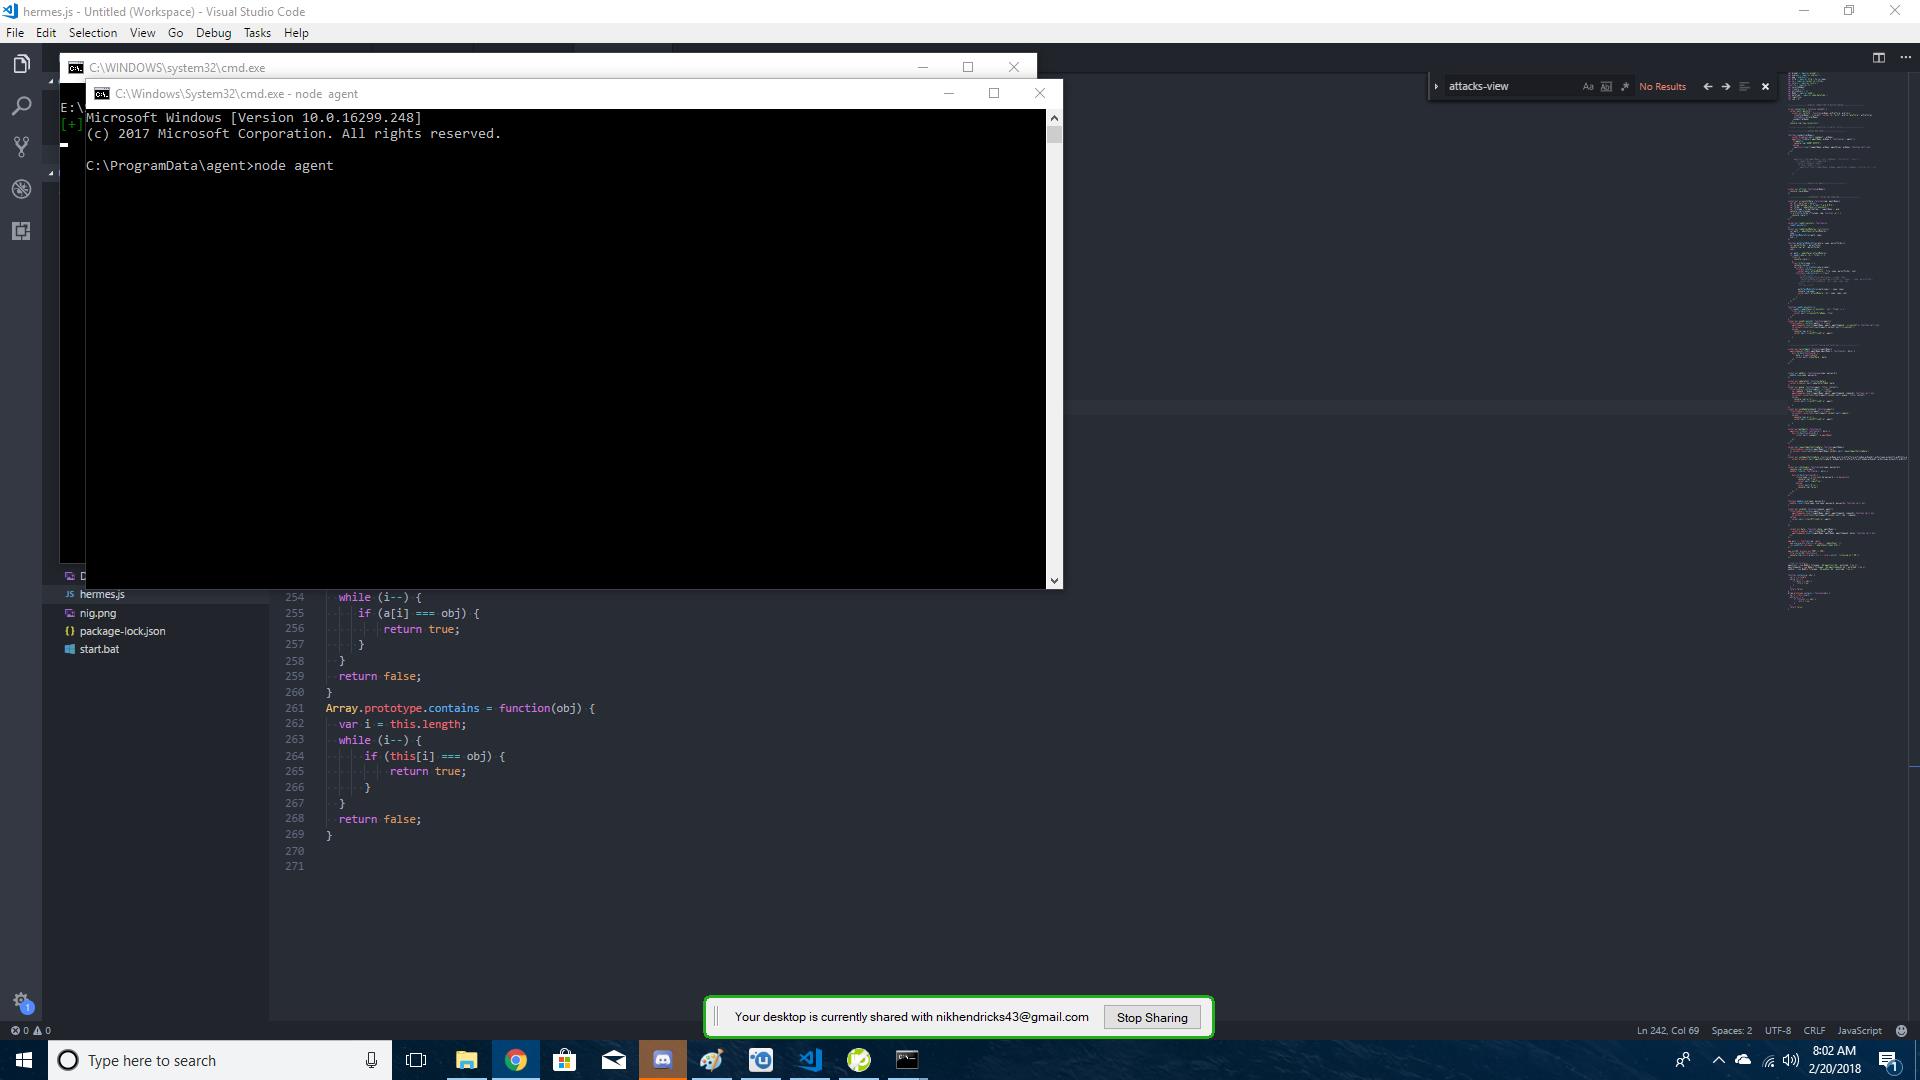 hermes.js - Untitled (Workspace) - Visual Studio Code
File Edit Selection View Go Debug Tasks Help
C:\WINDOWS\system32\cmd.exe
C:\Windows\System32\cmd.exe - node agent
attacks-view
Aa Abl .* No Results
E:\
[+]
Microsoft Windows [Version 10.0.16299.248]
(c) 2017 Microsoft Corporation. All rights reserved.
C:\ProgramData\agent>node agent
D
JS hermes.js
nig.png
{} package-lock.json
start.bat
254 while (i--) {
255 if (a[i] === obj) {
256 return true;
257 }
258 }
259 return false;
260 }
261 Array.prototype.contains = function(obj) {
262 var i = this.length;
263 while (i--) {
264 if (this[i] === obj) {
265 return true;
266 }
267 }
268 return false;
269 }
270
271
1
Your desktop is currently shared with nikhendricks43@gmail.com Stop Sharing
0 0 Ln 242, Col 69 Spaces: 2 UTF-8 CRLF JavaScript
Type here to search
8:02 AM
2/20/2018
1